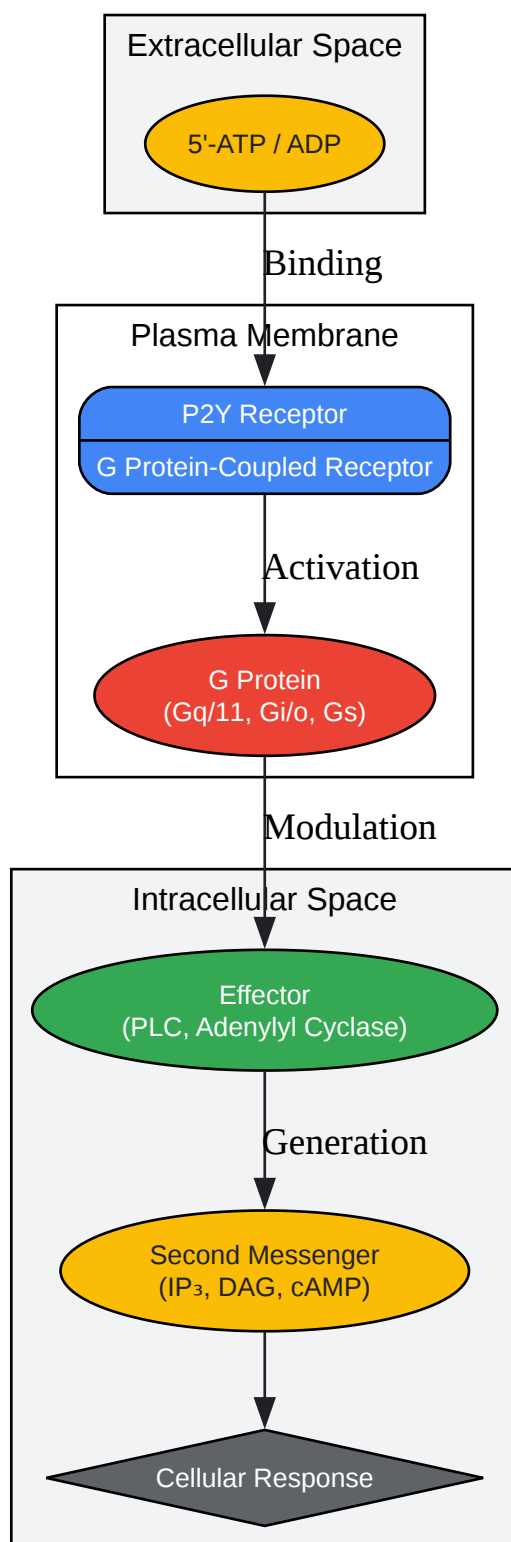 Extracellular Space
5'-ATP / ADP
Binding
Plasma Membrane
P2Y Receptor
G Protein-Coupled Receptor
Activation
G Protein
(Gq/11, Gi/o, Gs)
Modulation
Intracellular Space
Effector
(PLC, Adenylyl Cyclase)
Generation
Second Messenger
(IP₃, DAG, cAMP)
Cellular Response